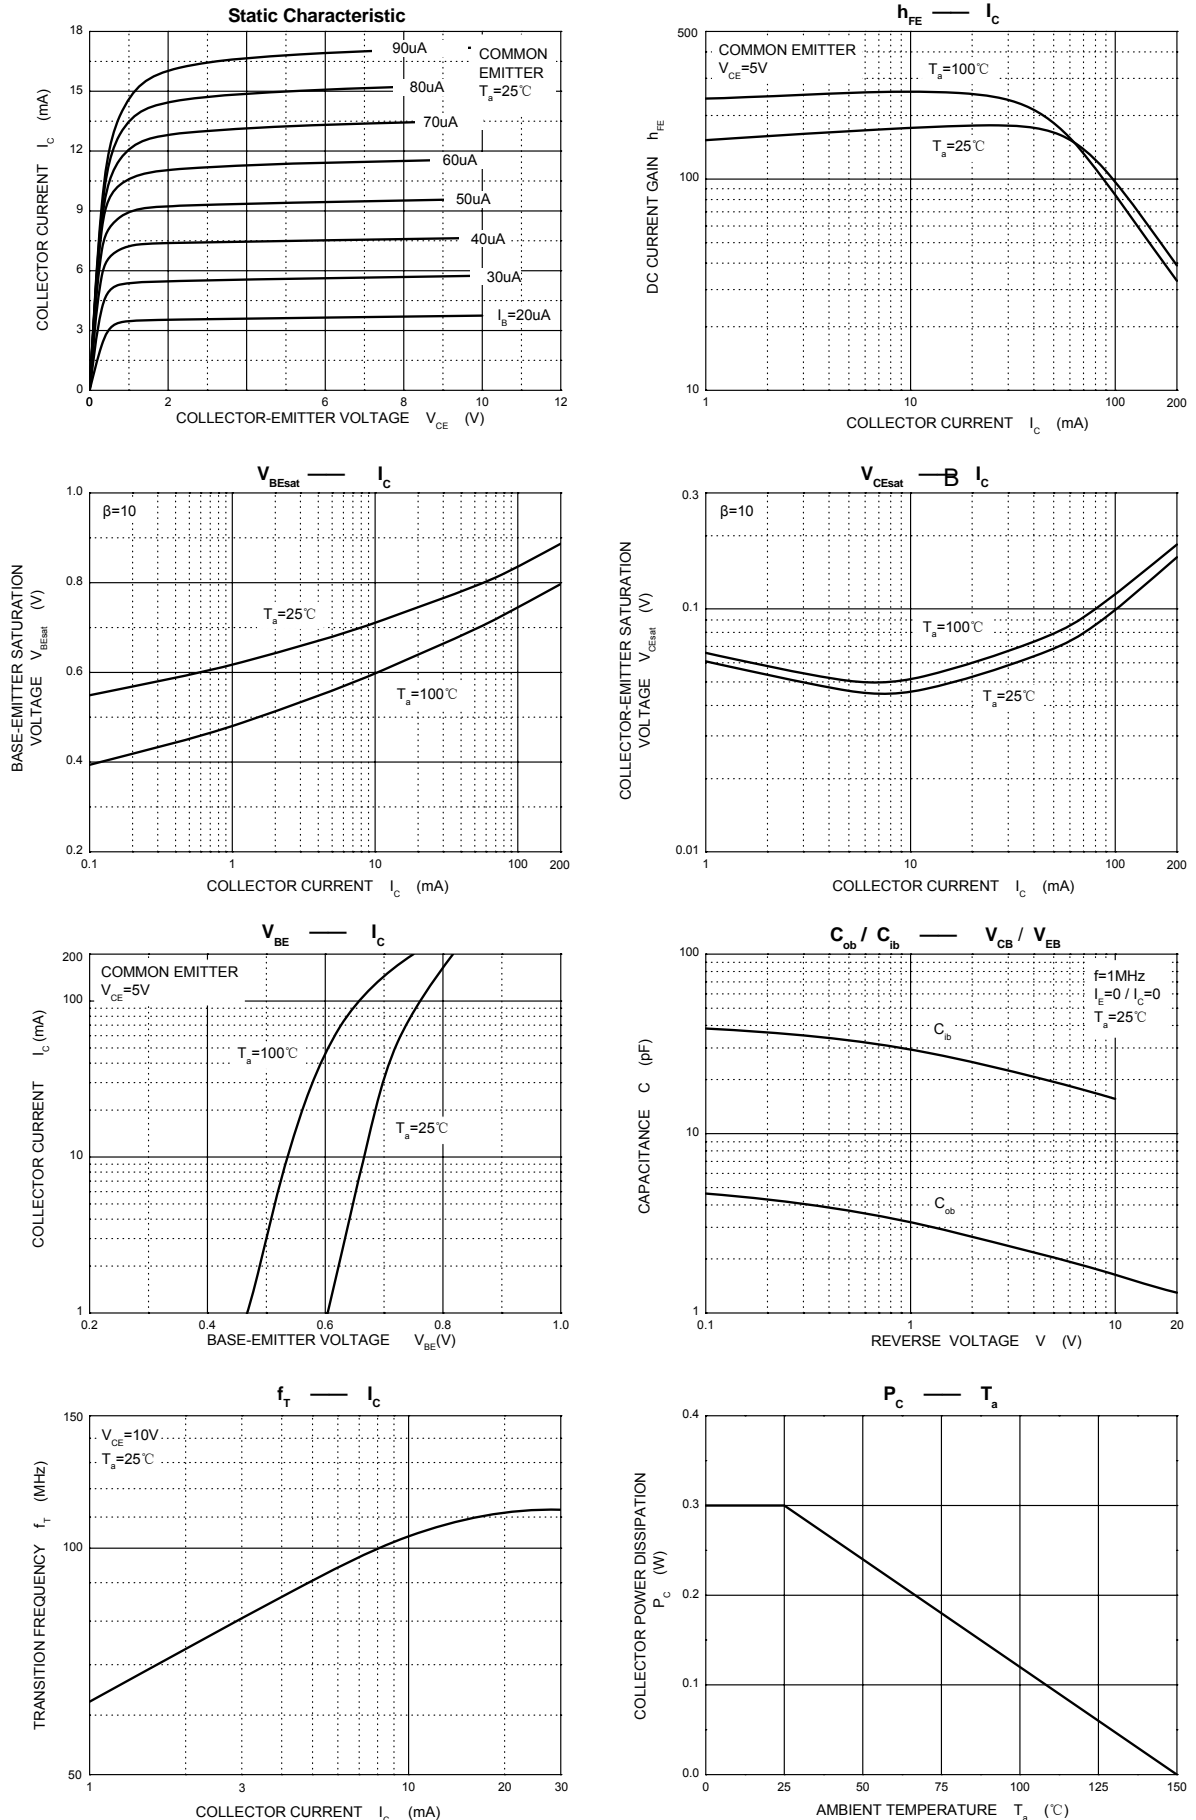 Static Characteristic
COLLECTOR CURRENT I_C (mA)
18
15
12
9
6
3
0
COMMON
EMITTER
T_a=25℃
90uA
80uA
70uA
60uA
50uA
40uA
30uA
I_B=20uA
0 2 4 6 8 10 12
COLLECTOR-EMITTER VOLTAGE V_CE (V)
h_FE —— I_C
DC CURRENT GAIN h_FE
500
100
10
COMMON EMITTER
V_CE=5V
T_a=100℃
T_a=25℃
1 10 100 200
COLLECTOR CURRENT I_C (mA)
V_BEsat —— I_C
BASE-EMITTER SATURATION
VOLTAGE V_BEsat (V)
1.0
0.8
0.6
0.4
0.2
β=10
T_a=25℃
T_a=100℃
0.1 1 10 100 200
COLLECTOR CURRENT I_C (mA)
V_CEsat —B I_C
COLLECTOR-EMITTER SATURATION
VOLTAGE V_CEsat (V)
0.3
0.1
0.01
β=10
T_a=100℃
T_a=25℃
1 10 100 200
COLLECTOR CURRENT I_C (mA)
V_BE —— I_C
COLLECTOR CURRENT I_C (mA)
200
100
10
1
COMMON EMITTER
V_CE=5V
T_a=100℃
T_a=25℃
0.2 0.4 0.6 0.8 1.0
BASE-EMITTER VOLTAGE V_BE(V)
C_ob / C_ib —— V_CB / V_EB
CAPACITANCE C (pF)
100
10
1
f=1MHz
I_E=0 / I_C=0
T_a=25℃
C_ib
C_ob
0.1 1 10 20
REVERSE VOLTAGE V (V)
f_T —— I_C
TRANSITION FREQUENCY f_T (MHz)
150
100
50
V_CE=10V
T_a=25℃
1 3 10 20 30
COLLECTOR CURRENT I_C (mA)
P_C —— T_a
COLLECTOR POWER DISSIPATION
P_C (W)
0.4
0.3
0.2
0.1
0.0
0 25 50 75 100 125 150
AMBIENT TEMPERATURE T_a (℃)